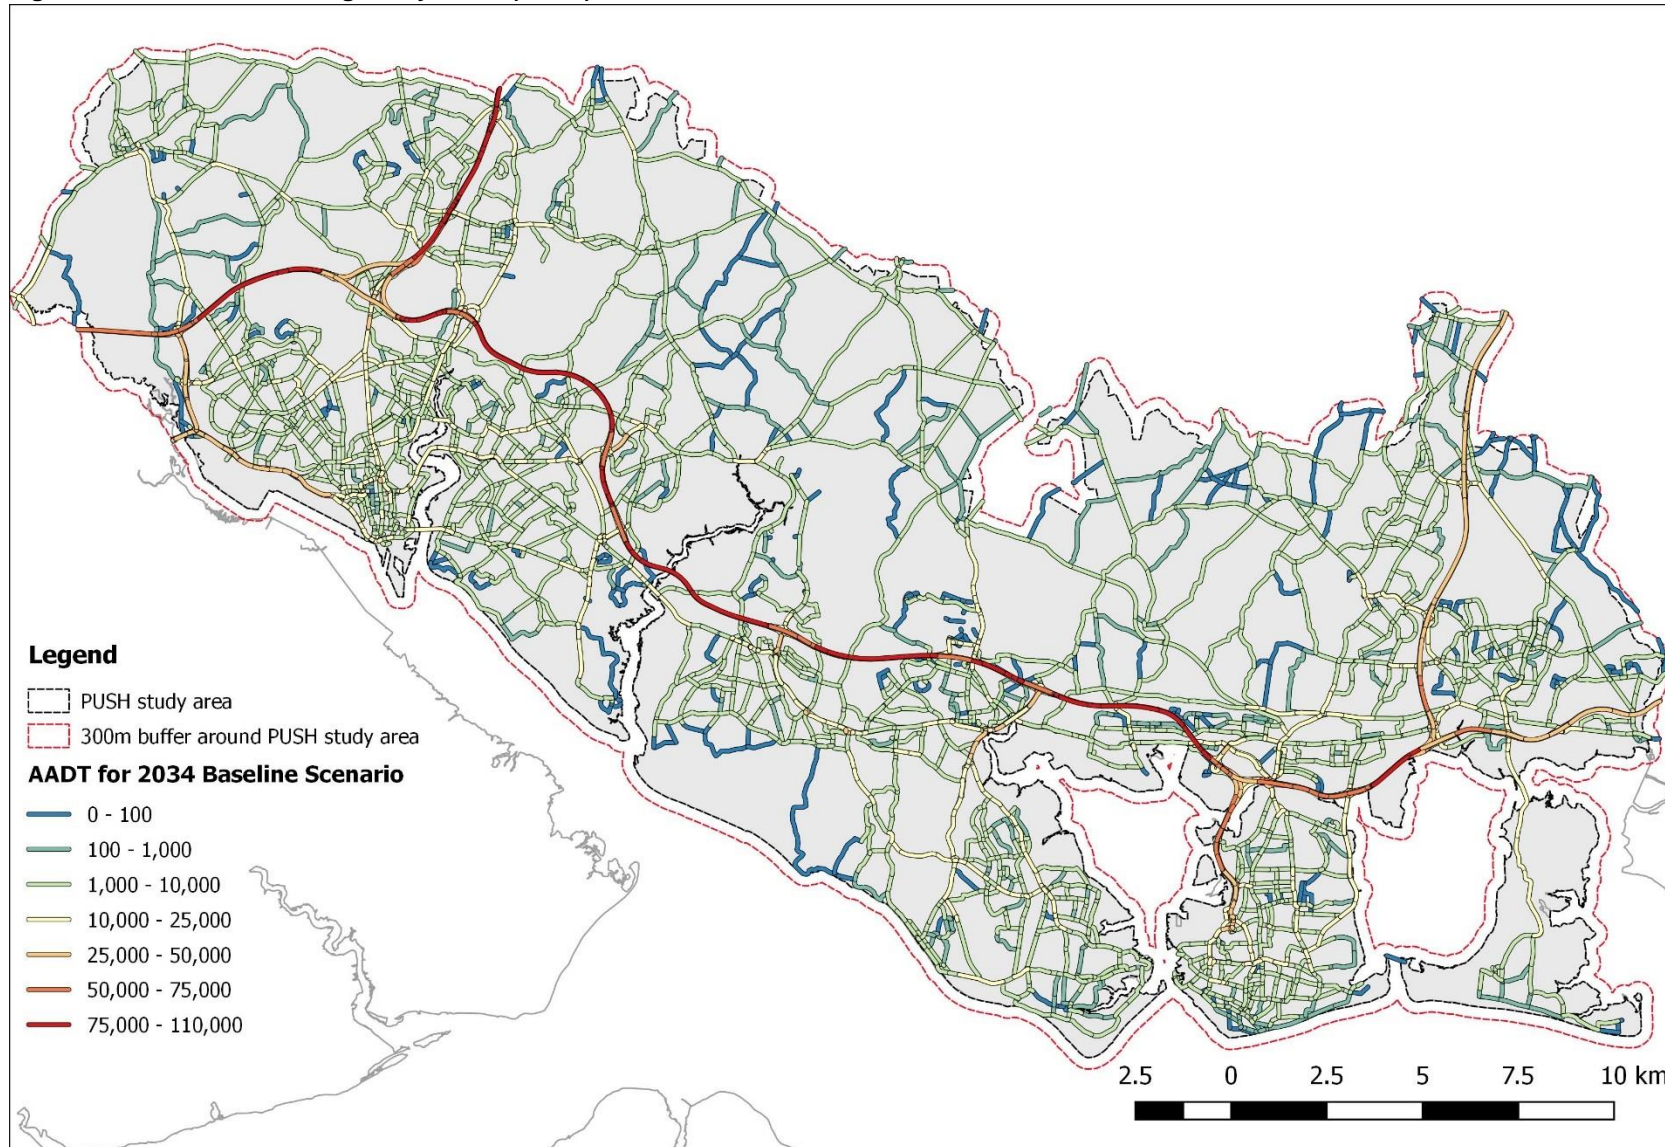 Legend
PUSH study area
300m buffer around PUSH study area
AADT for 2034 Baseline Scenario
0 - 100
100 - 1,000
1,000 - 10,000
10,000 - 25,000
25,000 - 50,000
50,000 - 75,000
75,000 - 110,000
2.5 0 2.5 5 7.5 10 km